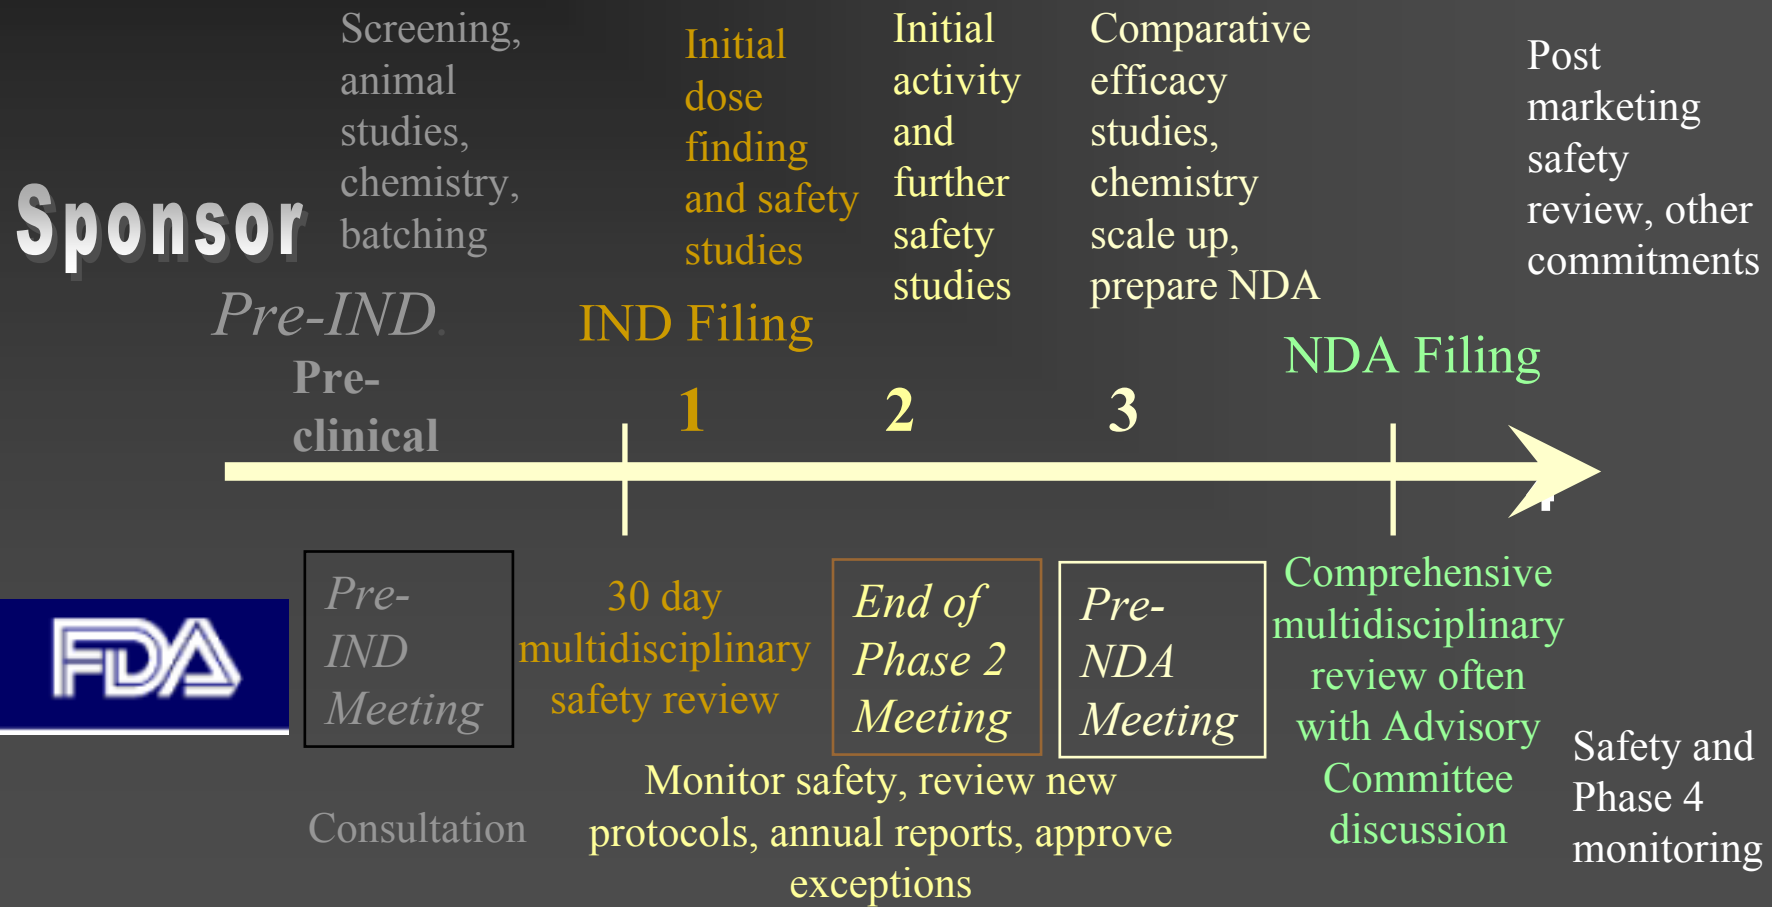 Screening,
animal
studies,
chemistry,
batching
Initial
dose
finding
and safety
studies
Initial
activity
and
further
safety
studies
Comparative
efficacy
studies,
chemistry
scale up,
prepare NDA
Post
marketing
safety
review, other
commitments
Sponsor
Pre-IND.
IND Filing
NDA Filing
Pre-
clinical
1
2
3
FDA
Pre-
IND
Meeting
30 day
multidisciplinary
safety review
End of
Phase 2
Meeting
Pre-
NDA
Meeting
Comprehensive
multidisciplinary
review often
with Advisory
Committee
discussion
Safety and
Phase 4
monitoring
Consultation
Monitor safety, review new
protocols, annual reports, approve
exceptions